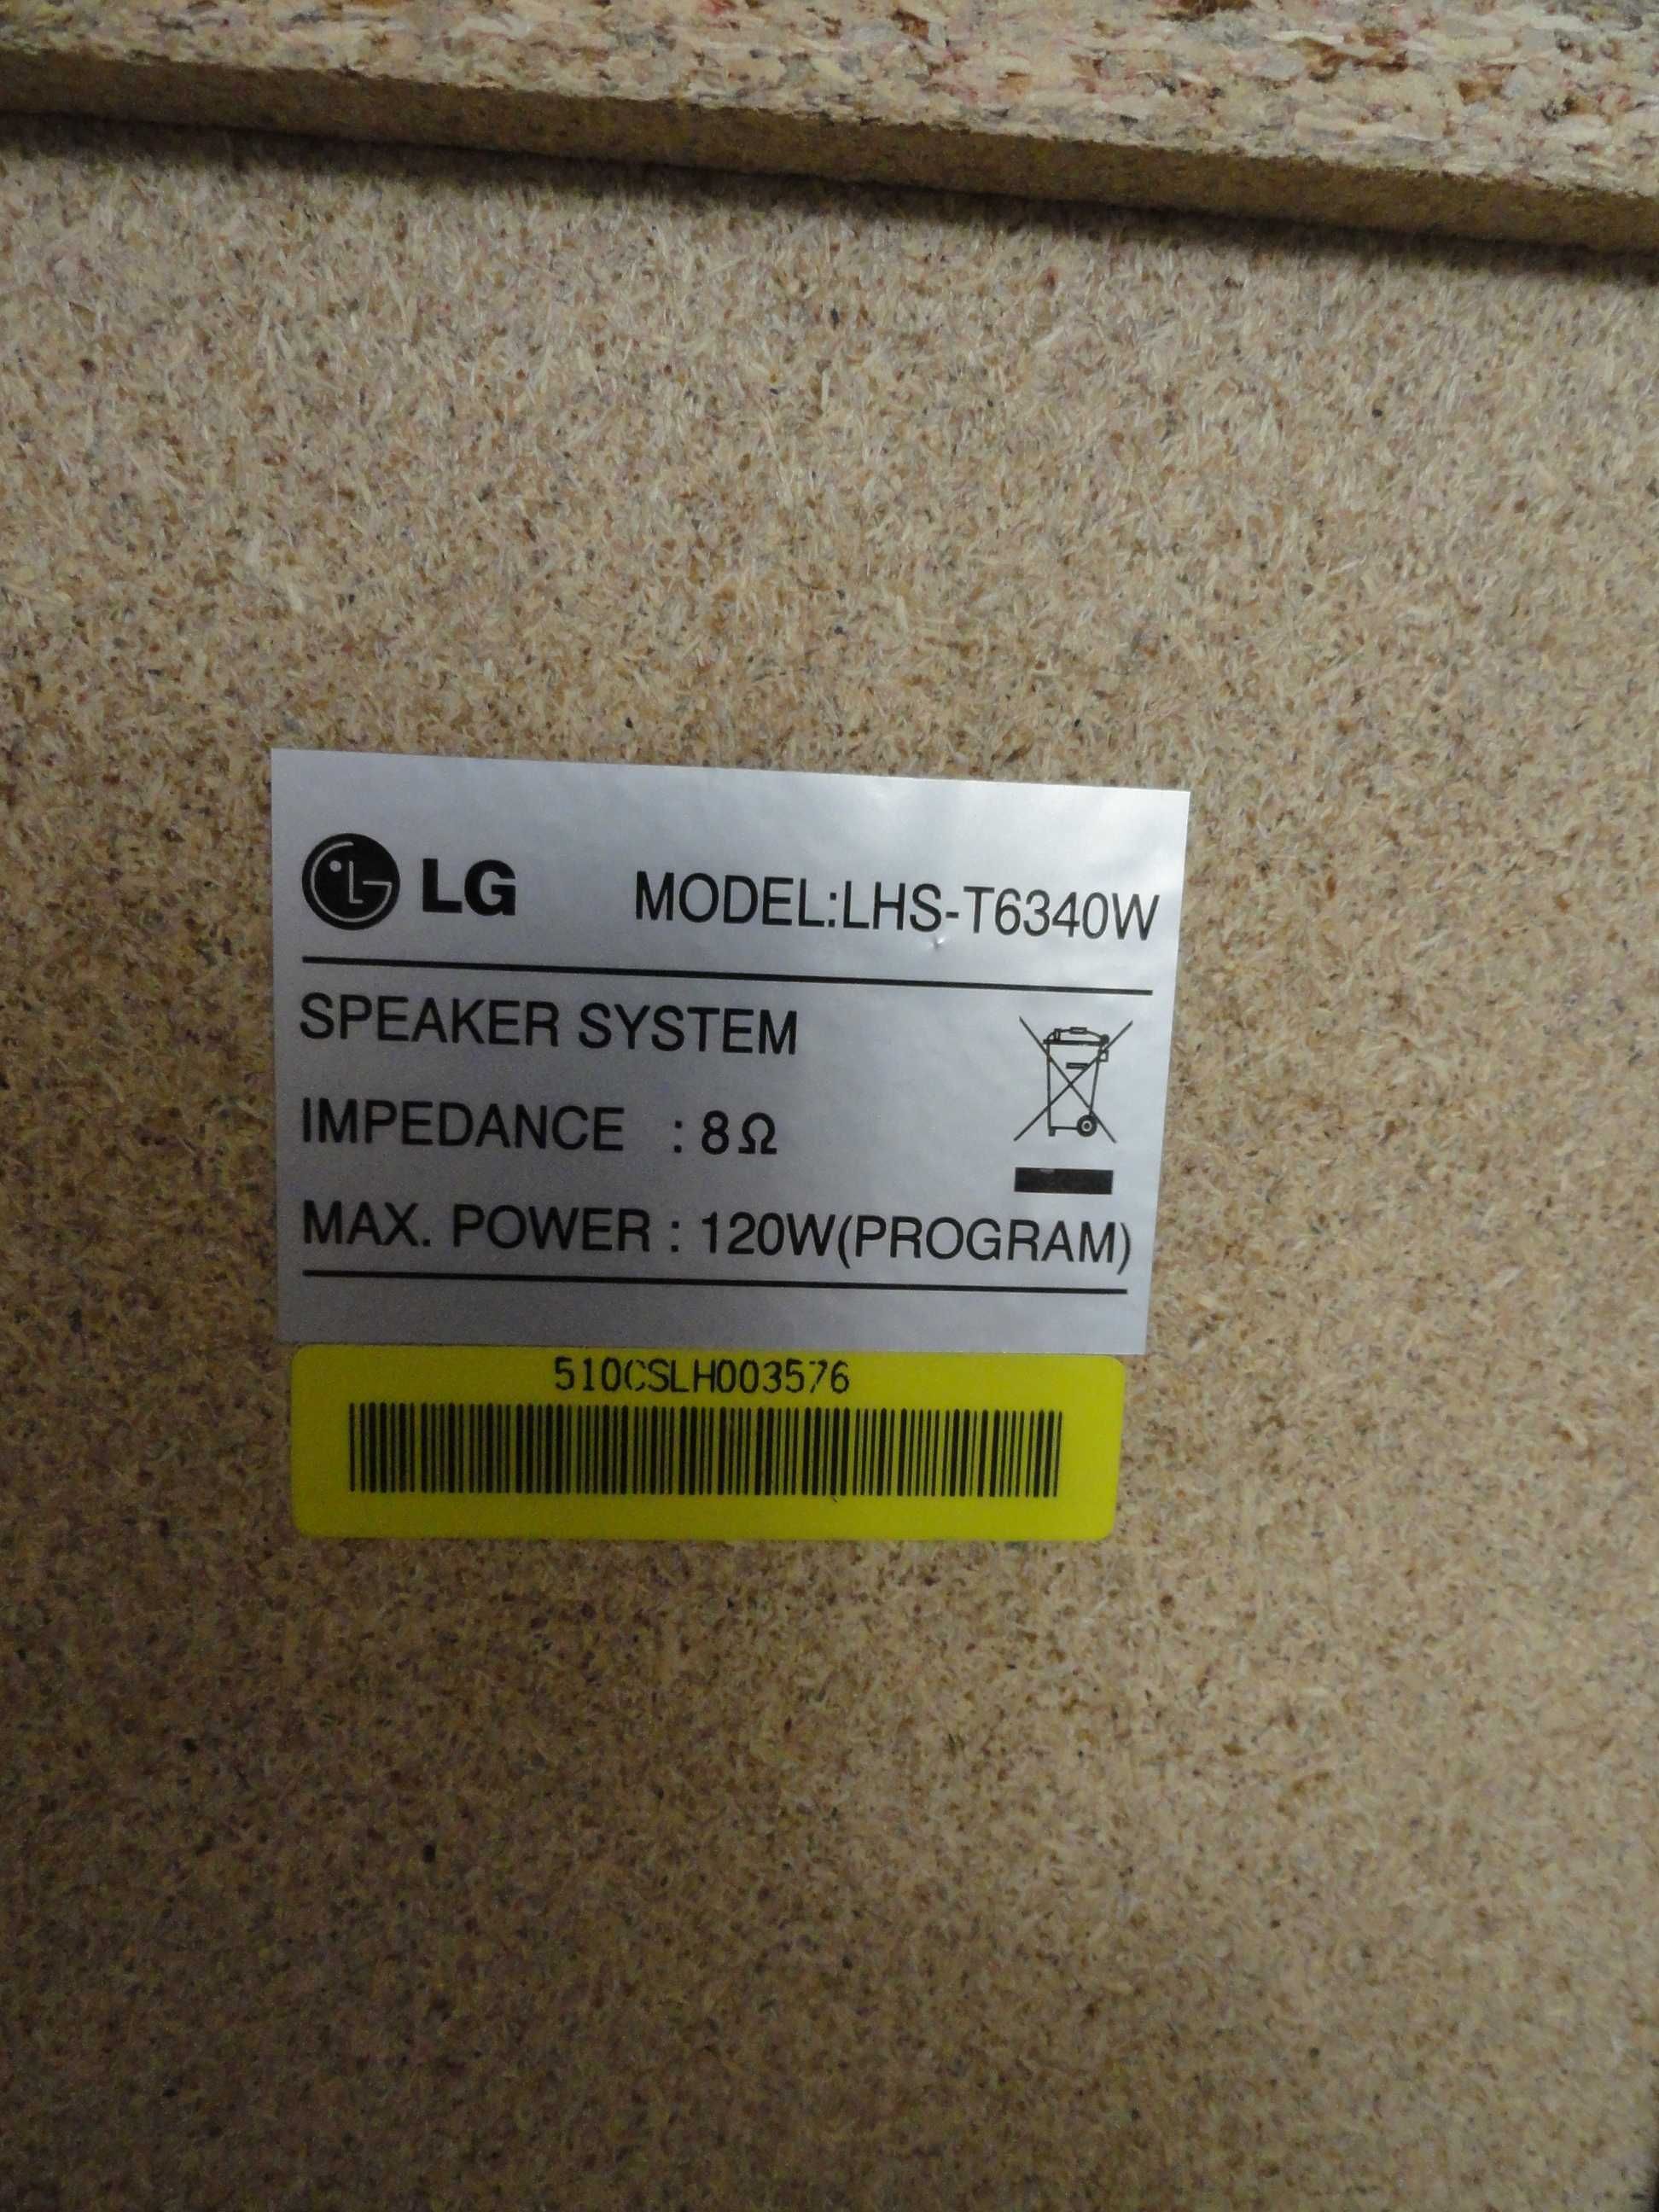 LG MODEL:LHS-T6340W
SPEAKER SYSTEM
IMPEDANCE : 8Ω
MAX. POWER : 120W(PROGRAM)
510CSLH003576